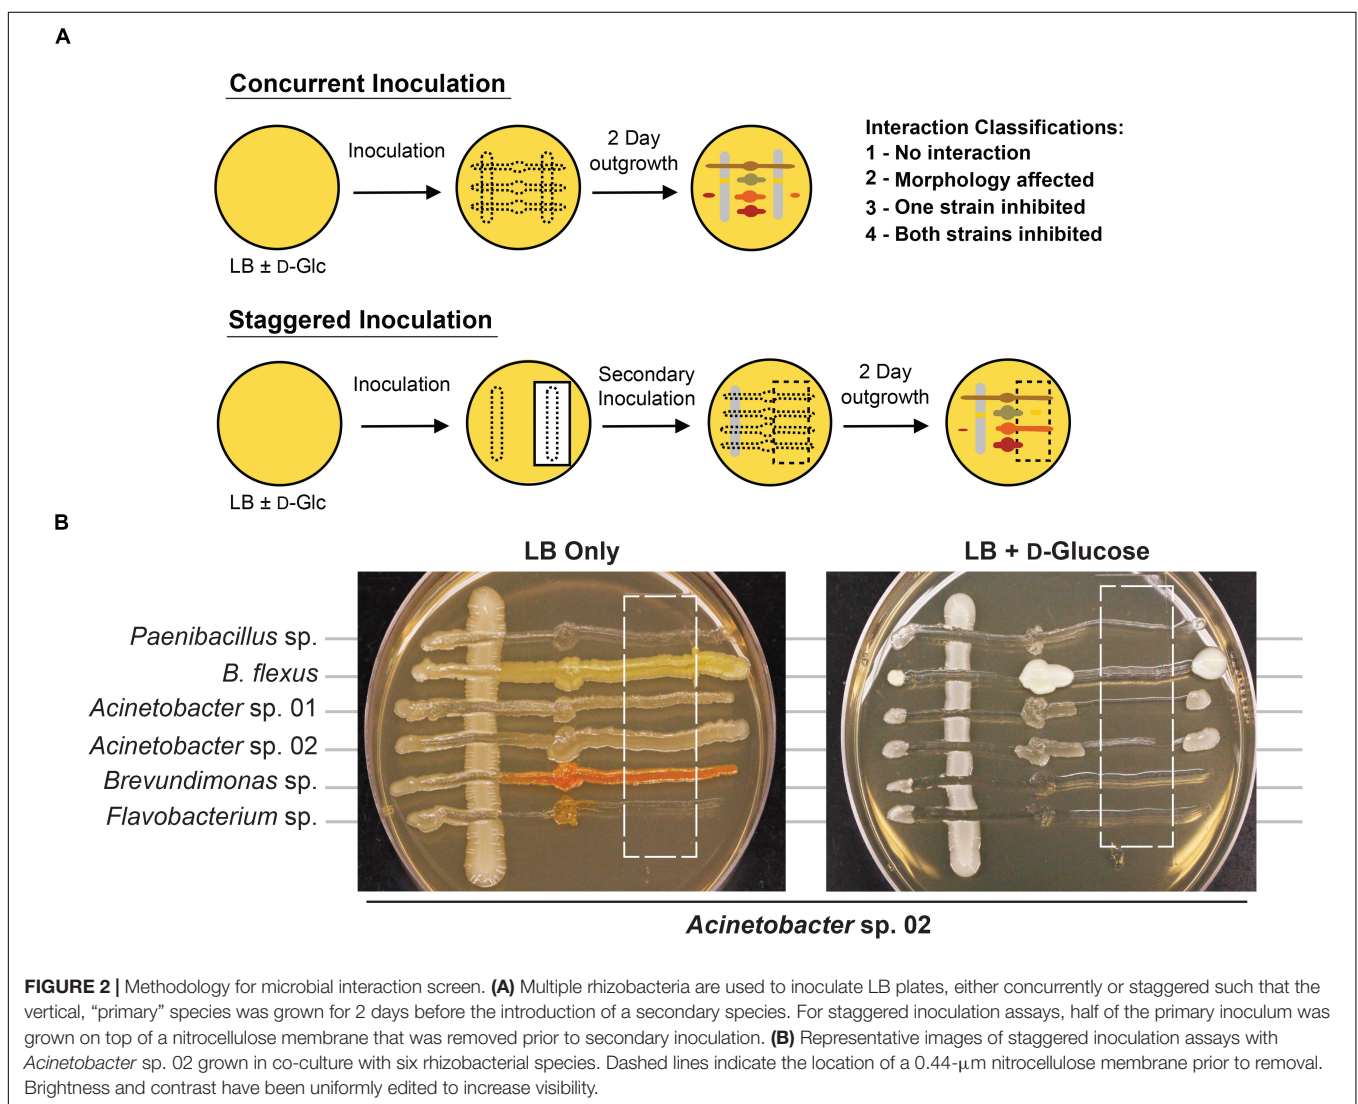 A
Concurrent Inoculation
Inoculation
2 Day
outgrowth
LB ± D-Glc
Interaction Classifications:
1 - No interaction
2 - Morphology affected
3 - One strain inhibited
4 - Both strains inhibited
Staggered Inoculation
Inoculation
Secondary
Inoculation
2 Day
outgrowth
LB ± D-Glc
B
LB Only
LB + D-Glucose
Paenibacillus sp.
B. flexus
Acinetobacter sp. 01
Acinetobacter sp. 02
Brevundimonas sp.
Flavobacterium sp.
Acinetobacter sp. 02
FIGURE 2 | Methodology for microbial interaction screen. (A) Multiple rhizobacteria are used to inoculate LB plates, either concurrently or staggered such that the
vertical, “primary” species was grown for 2 days before the introduction of a secondary species. For staggered inoculation assays, half of the primary inoculum was
grown on top of a nitrocellulose membrane that was removed prior to secondary inoculation. (B) Representative images of staggered inoculation assays with
Acinetobacter sp. 02 grown in co-culture with six rhizobacterial species. Dashed lines indicate the location of a 0.44-μm nitrocellulose membrane prior to removal.
Brightness and contrast have been uniformly edited to increase visibility.